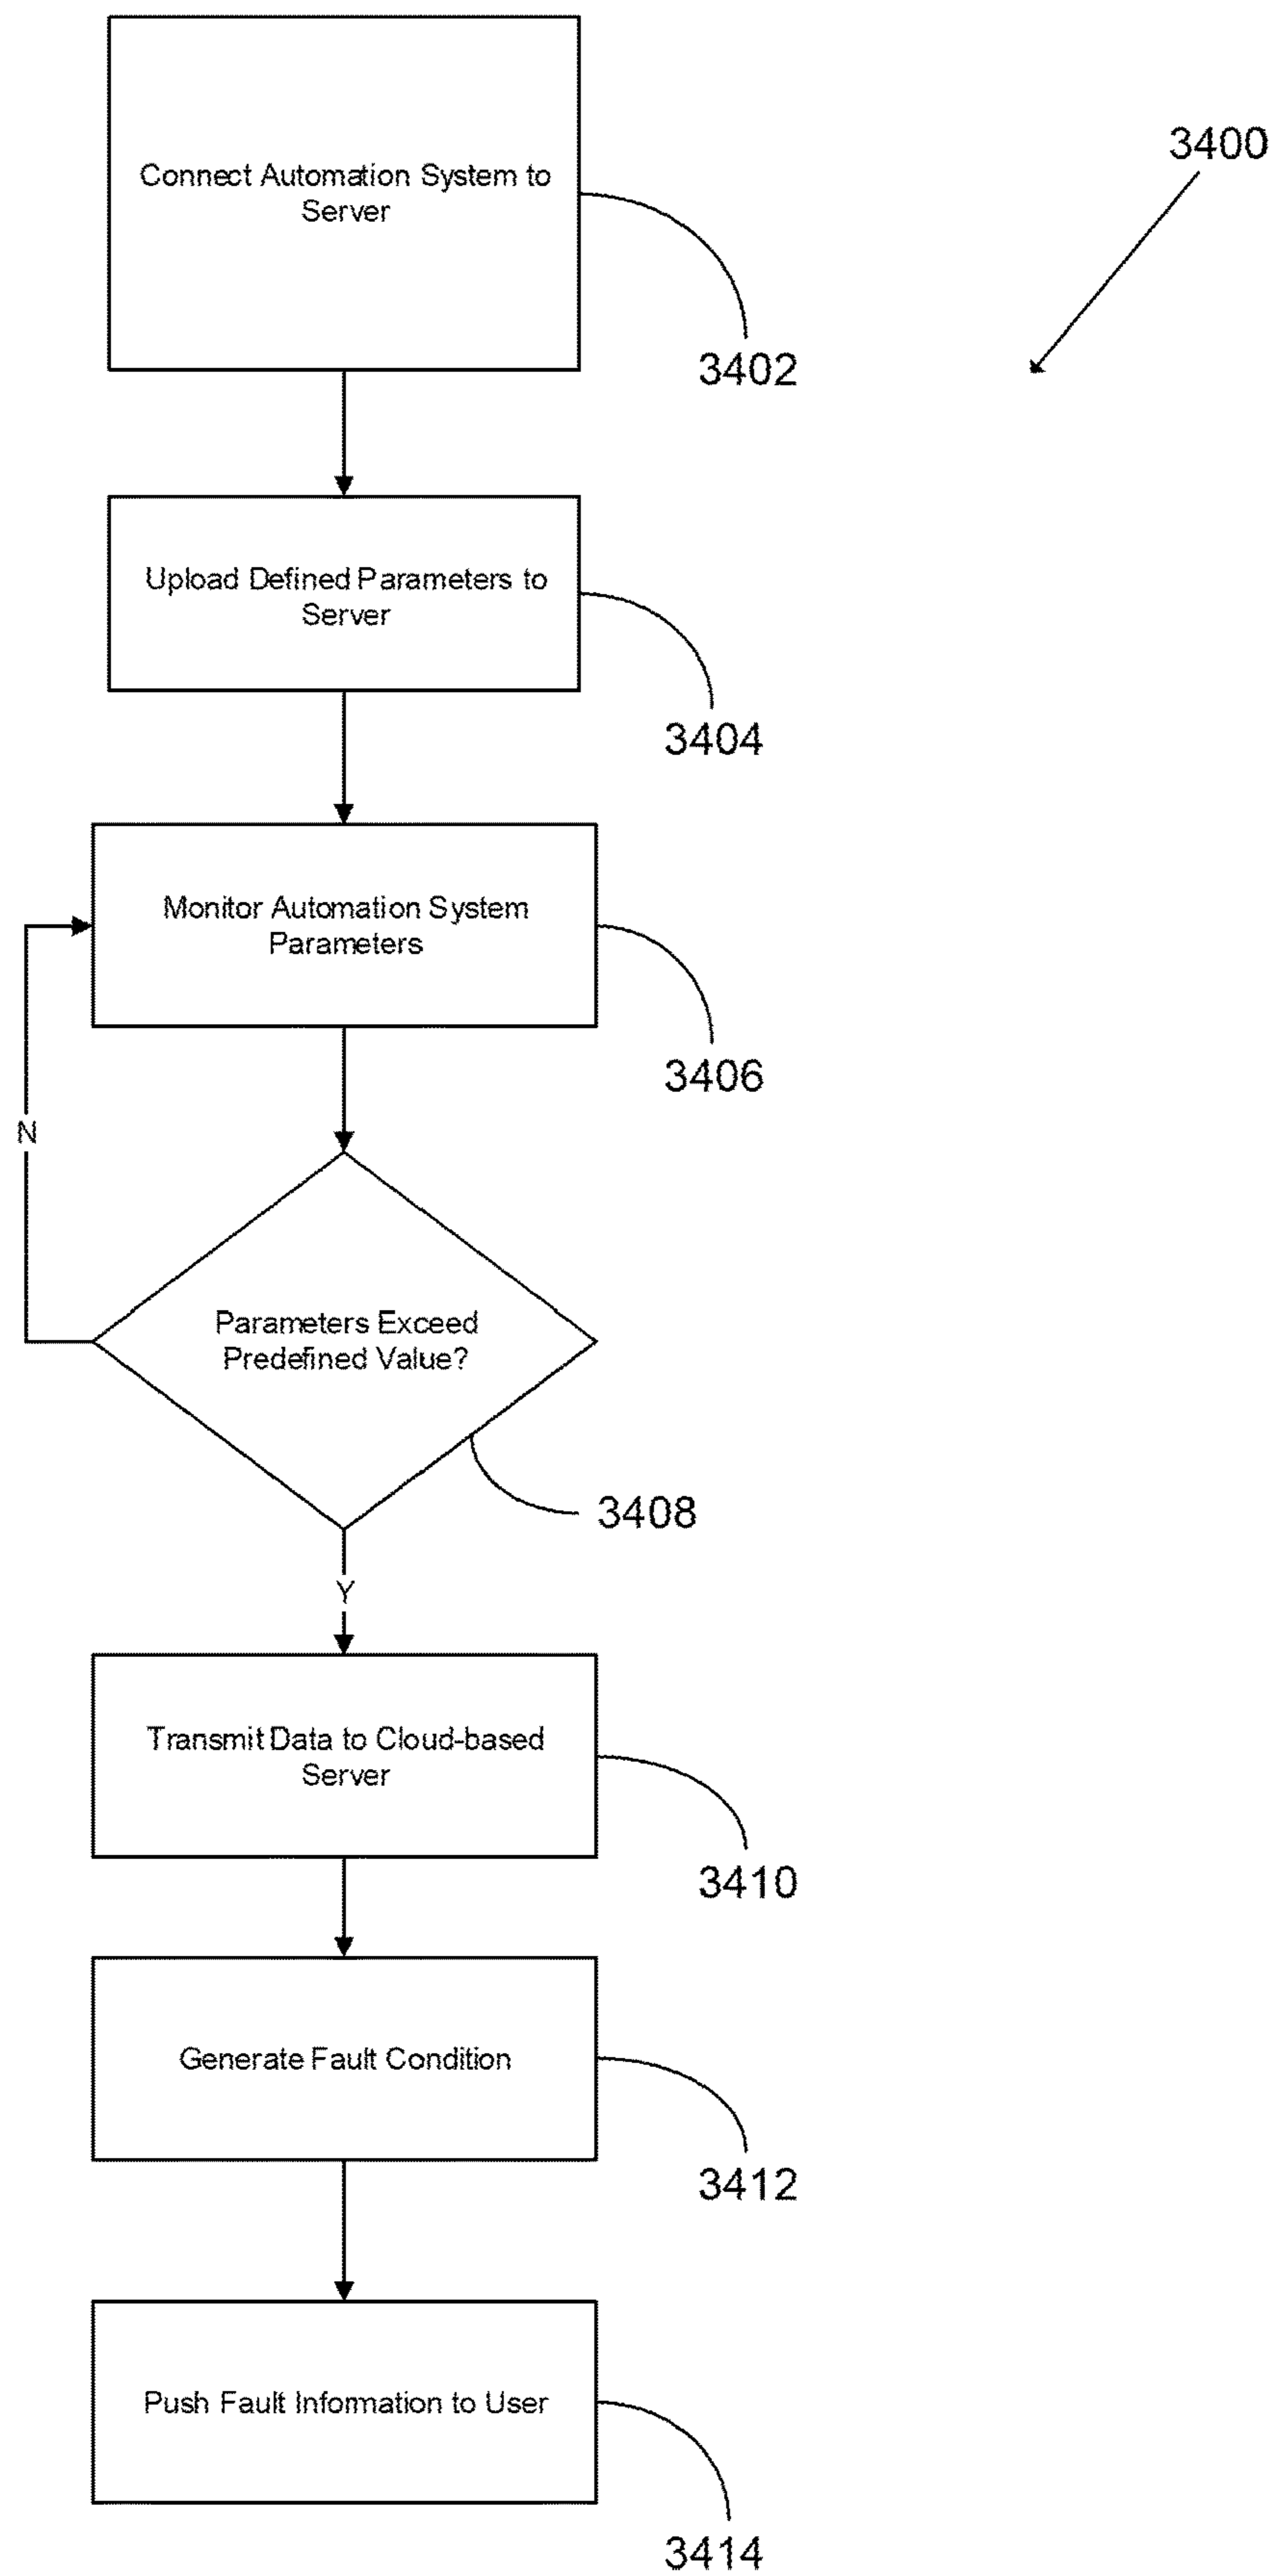 3400
Connect Automation System to
Server
3402
Upload Defined Parameters to
Server
3404
Monitor Automation System
Parameters
3406
N
Parameters Exceed
Predefined Value?
3408
Y
Transmit Data to Cloud-based
Server
3410
Generate Fault Condition
3412
Push Fault Information to User
3414